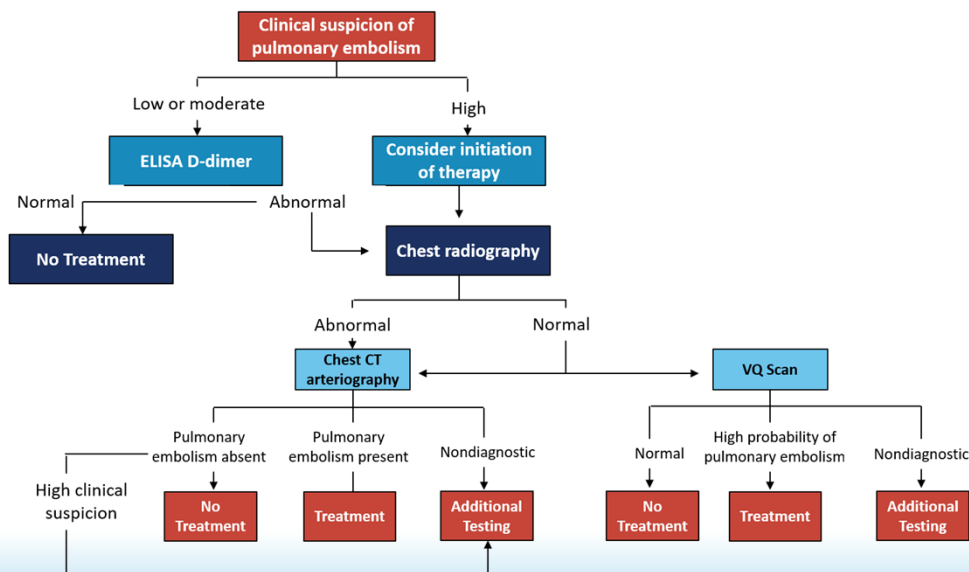 Clinical suspicion of
pulmonary embolism
Low or moderate
High
ELISA D-dimer
Consider initiation
of therapy
Normal
Abnormal
No Treatment
Chest radiography
Abnormal
Normal
Chest CT
arteriography
VQ Scan
Pulmonary
embolism absent
Pulmonary
embolism present
Nondiagnostic
Normal
High probability of
pulmonary embolism
Nondiagnostic
High clinical
suspicion
No
Treatment
Treatment
Additional
Testing
No
Treatment
Treatment
Additional
Testing